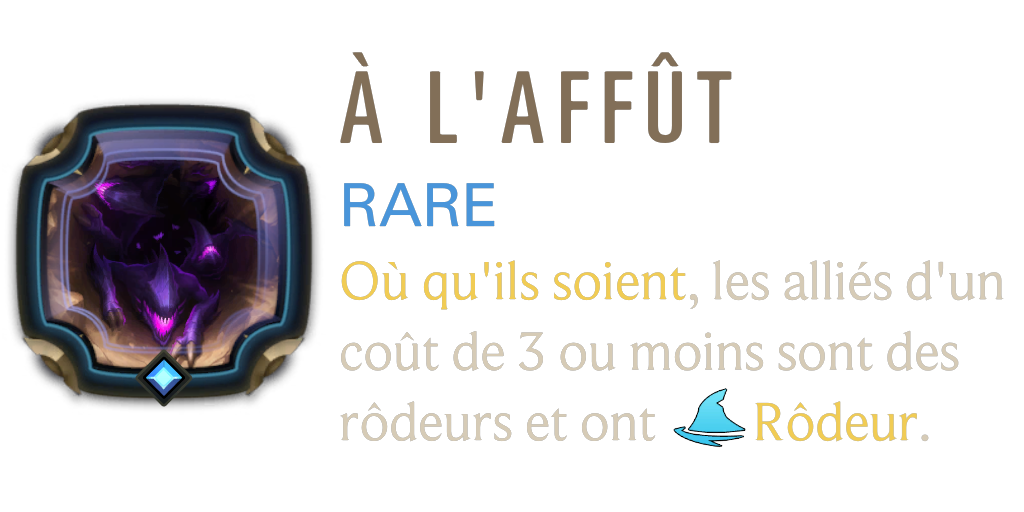 À L'AFFÛT
RARE
Où qu'ils soient, les alliés d'un
coût de 3 ou moins sont des
rôdeurs et ont Rôdeur.